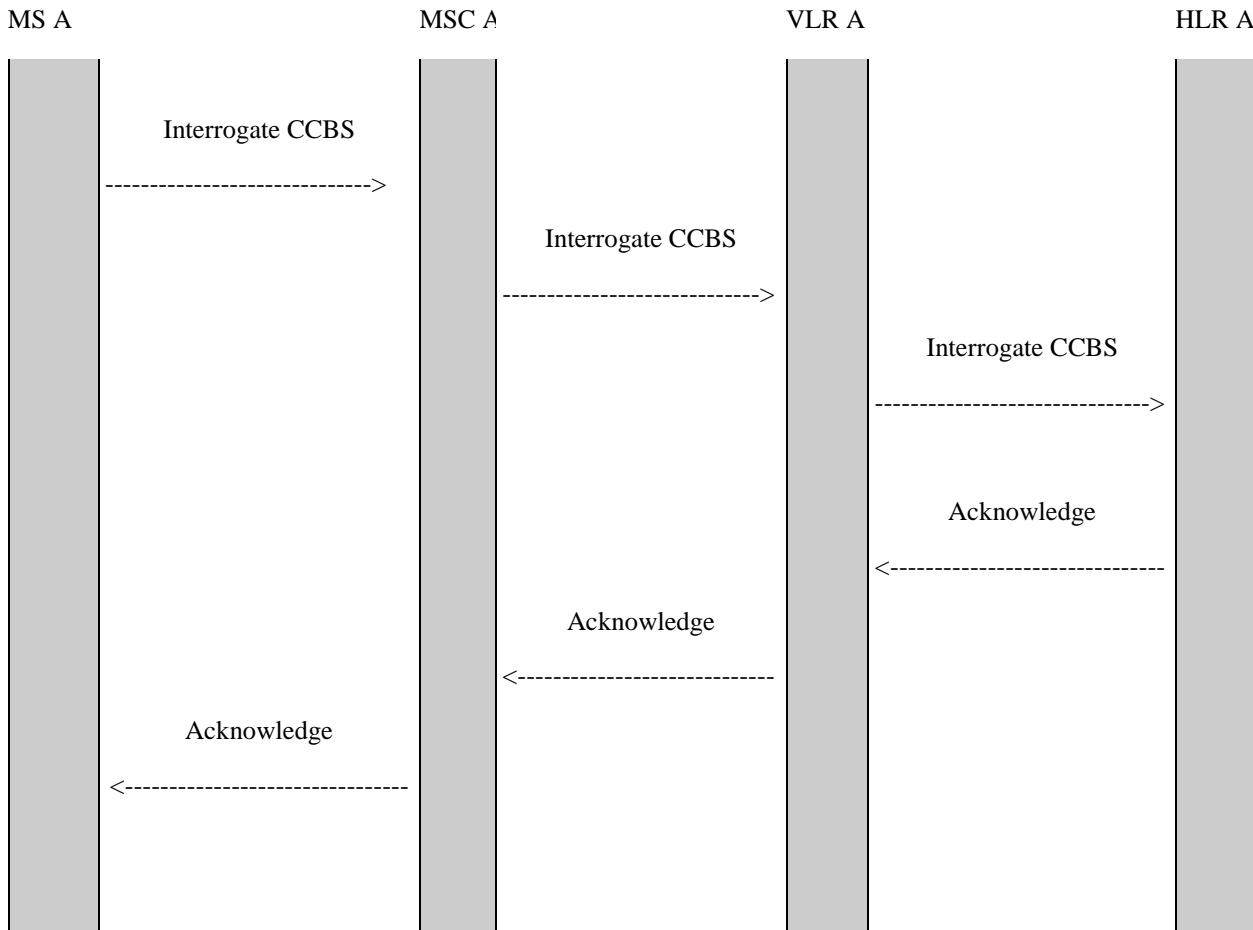 MS A
MSC A
VLR A
HLR A
Interrogate CCBS
Interrogate CCBS
Interrogate CCBS
Acknowledge
Acknowledge
Acknowledge